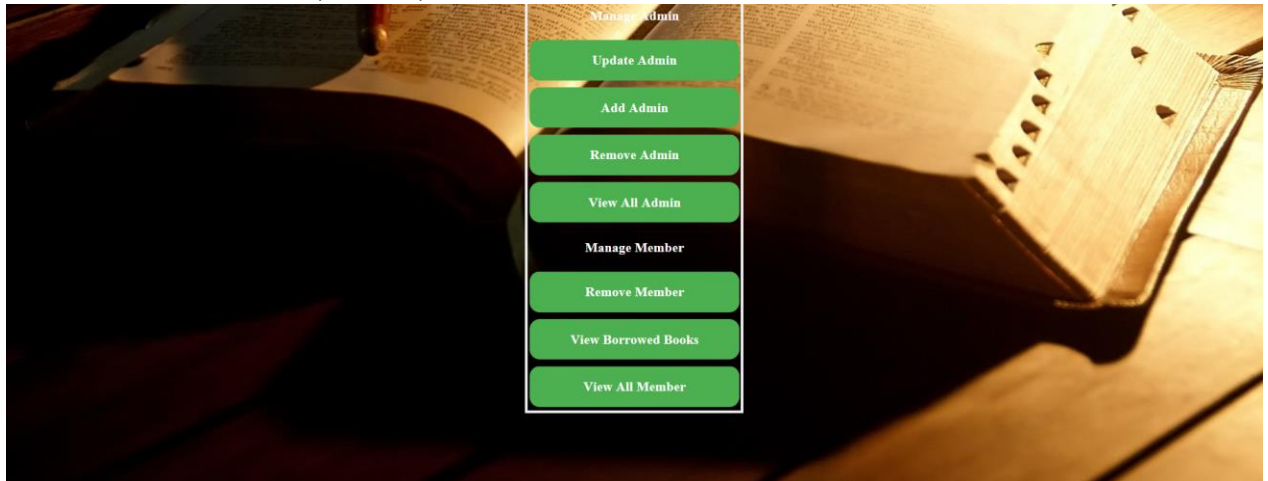 Manage Admin
Update Admin
Add Admin
Remove Admin
View All Admin
Manage Member
Remove Member
View Borrowed Books
View All Member